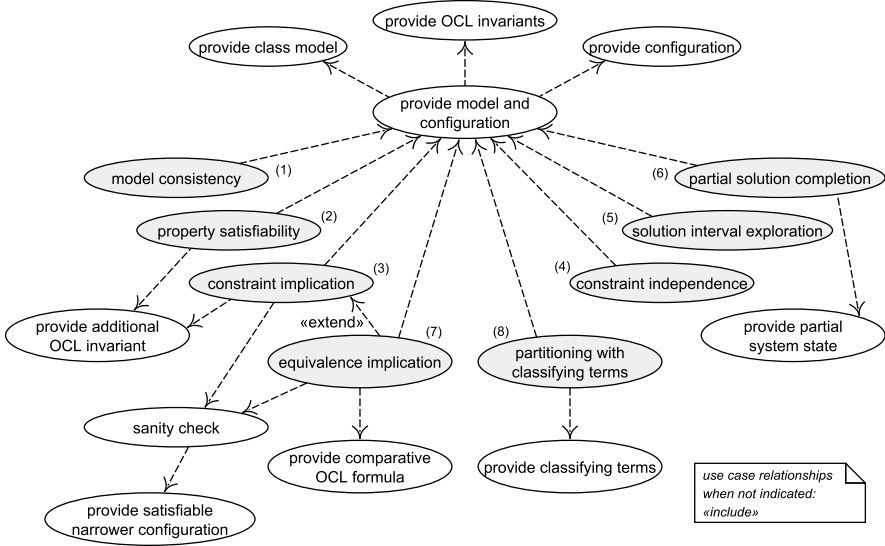 provide OCL invariants
provide class model
provide configuration
provide model and
configuration
(1)
model consistency
(6)
partial solution completion
(2)
property satisfiability
(5)
solution interval exploration
(3)
constraint implication
(4)
constraint independence
«extend»
provide additional
OCL invariant
(7)
equivalence implication
(8)
partitioning with
classifying terms
provide partial
system state
sanity check
provide comparative
OCL formula
provide classifying terms
use case relationships
when not indicated:
«include»
provide satisfiable
narrower configuration